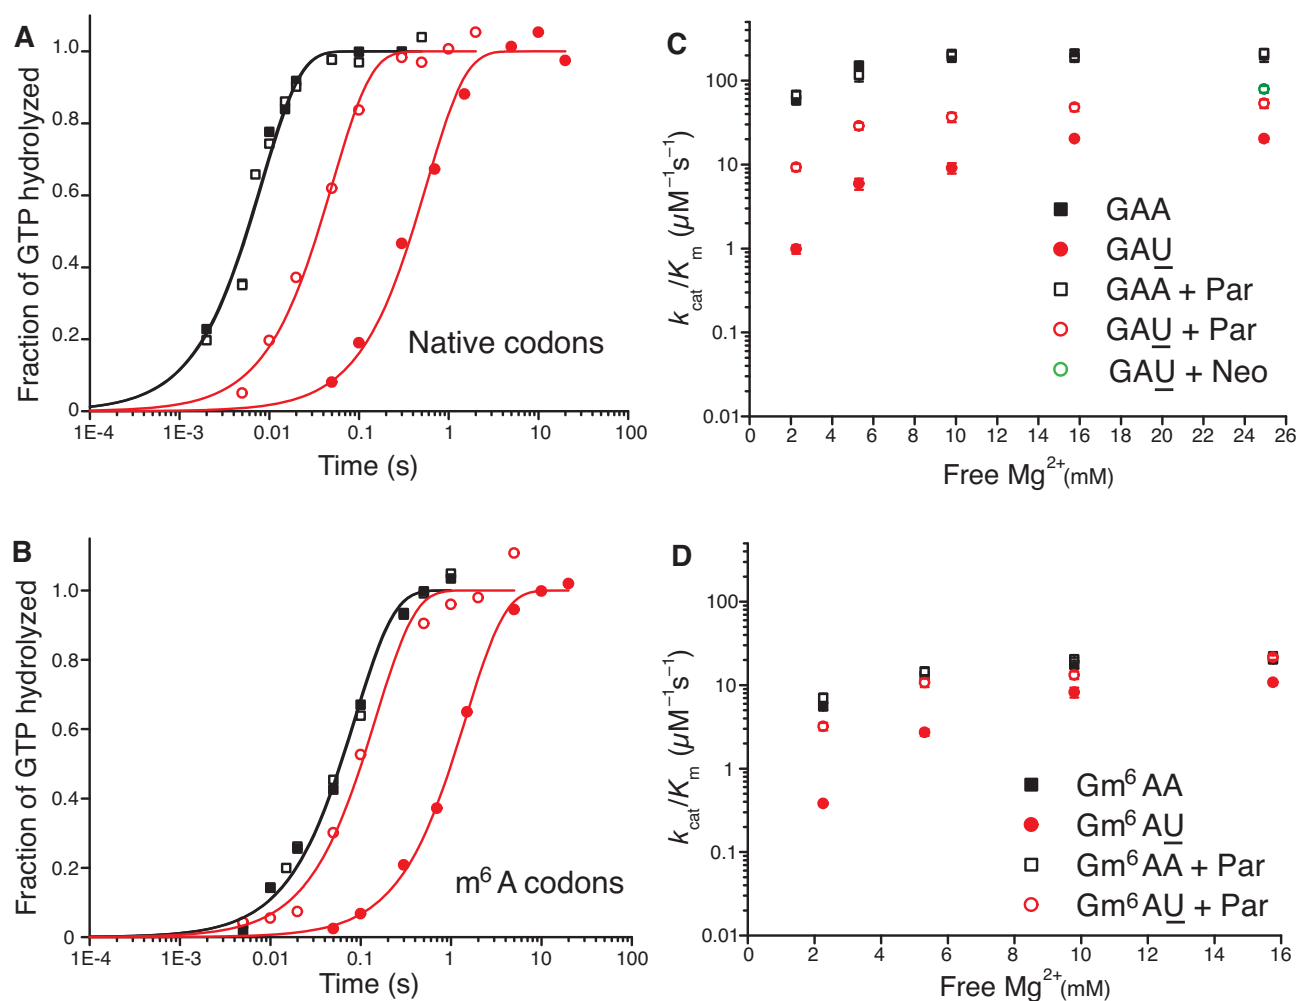 A
Fraction of GTP hydrolyzed
1.0
0.8
0.6
0.4
0.2
0
Native codons
1E-4
1E-3
0.01
0.1
1
10
100
Time (s)
B
Fraction of GTP hydrolyzed
1.0
0.8
0.6
0.4
0.2
0
m⁶ A codons
1E-4
1E-3
0.01
0.1
1
10
100
Time (s)
C
kcat/Km (µM⁻¹s⁻¹)
100
10
1
0.1
0.01
GAA
GAU
GAA + Par
GAU + Par
GAU + Neo
0 2 4 6 8 10 12 14 16 18 20 22 24 26
Free Mg²⁺(mM)
D
kcat/Km (µM⁻¹s⁻¹)
100
10
1
0.1
0.01
Gm⁶ AA
Gm⁶ AU
Gm⁶ AA + Par
Gm⁶ AU + Par
0 2 4 6 8 10 12 14 16
Free Mg²⁺(mM)